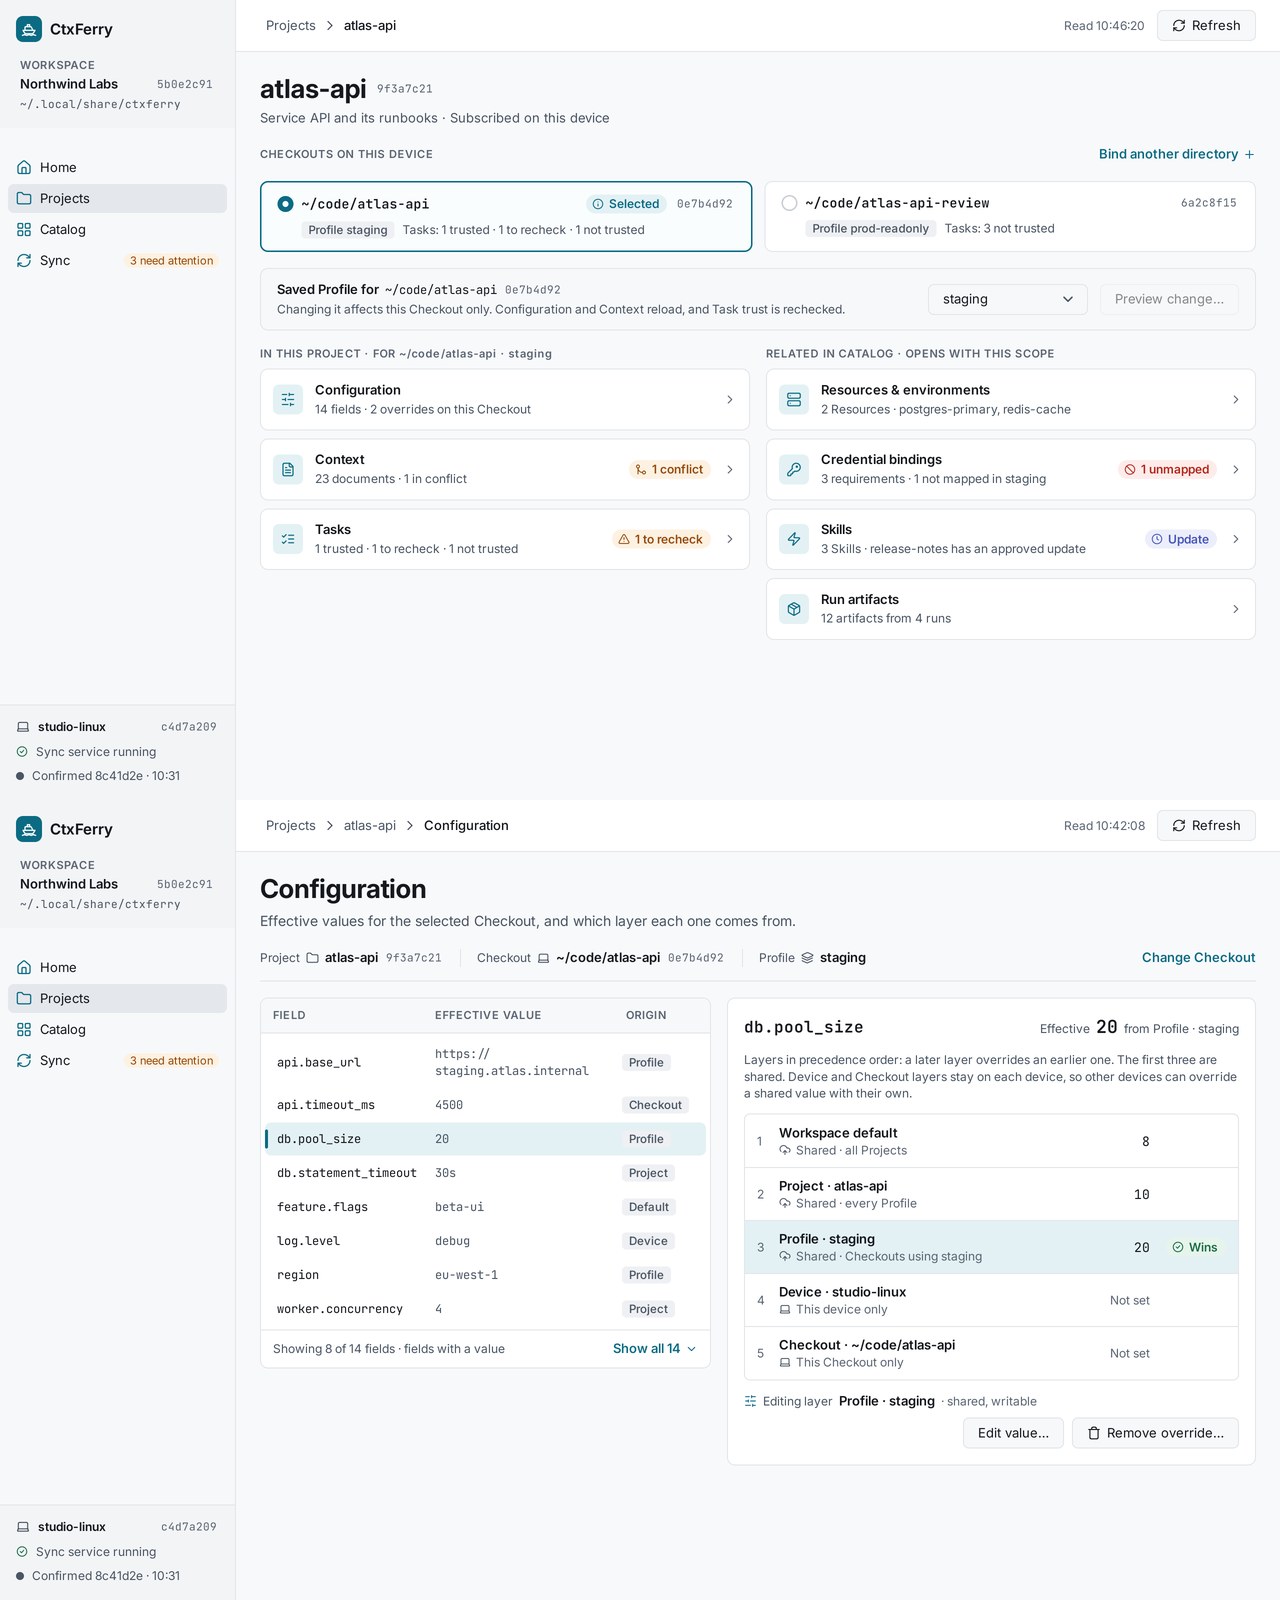 CtxFerry
WORKSPACE
Northwind Labs 5b0e2c91
~/.local/share/ctxferry
Home
Projects
Catalog
Sync 3 need attention
studio-linux c4d7a209
Sync service running
Confirmed 8c41d2e · 10:31
Projects > atlas-api
Read 10:46:20 Refresh
atlas-api 9f3a7c21
Service API and its runbooks · Subscribed on this device
CHECKOUTS ON THIS DEVICE
Bind another directory +
~/code/atlas-api Selected 0e7b4d92
Profile staging Tasks: 1 trusted · 1 to recheck · 1 not trusted
~/code/atlas-api-review 6a2c8f15
Profile prod-readonly Tasks: 3 not trusted
Saved Profile for ~/code/atlas-api 0e7b4d92
Changing it affects this Checkout only. Configuration and Context reload, and Task trust is rechecked.
staging
Preview change...
IN THIS PROJECT · FOR ~/code/atlas-api · staging
Configuration
14 fields · 2 overrides on this Checkout
Context
23 documents · 1 in conflict
1 conflict
Tasks
1 trusted · 1 to recheck · 1 not trusted
1 to recheck
RELATED IN CATALOG · OPENS WITH THIS SCOPE
Resources & environments
2 Resources · postgres-primary, redis-cache
Credential bindings
3 requirements · 1 not mapped in staging
1 unmapped
Skills
3 Skills · release-notes has an approved update
Update
Run artifacts
12 artifacts from 4 runs
CtxFerry
WORKSPACE
Northwind Labs 5b0e2c91
~/.local/share/ctxferry
Home
Projects
Catalog
Sync 3 need attention
studio-linux c4d7a209
Sync service running
Confirmed 8c41d2e · 10:31
Projects > atlas-api > Configuration
Read 10:42:08 Refresh
Configuration
Effective values for the selected Checkout, and which layer each one comes from.
Project atlas-api 9f3a7c21 Checkout ~/code/atlas-api 0e7b4d92 Profile staging
Change Checkout
FIELD EFFECTIVE VALUE ORIGIN
api.base_url https://staging.atlas.internal Profile
api.timeout_ms 4500 Checkout
db.pool_size 20 Profile
db.statement_timeout 30s Project
feature.flags beta-ui Default
log.level debug Device
region eu-west-1 Profile
worker.concurrency 4 Project
Showing 8 of 14 fields · fields with a value Show all 14
db.pool_size
Effective 20 from Profile · staging
Layers in precedence order: a later layer overrides an earlier one. The first three are
shared. Device and Checkout layers stay on each device, so other devices can override
a shared value with their own.
1 Workspace default 8
Shared · all Projects
2 Project · atlas-api 10
Shared · every Profile
3 Profile · staging 20 Wins
Shared · Checkouts using staging
4 Device · studio-linux Not set
This device only
5 Checkout · ~/code/atlas-api Not set
This Checkout only
Editing layer Profile · staging · shared, writable
Edit value...
Remove override...